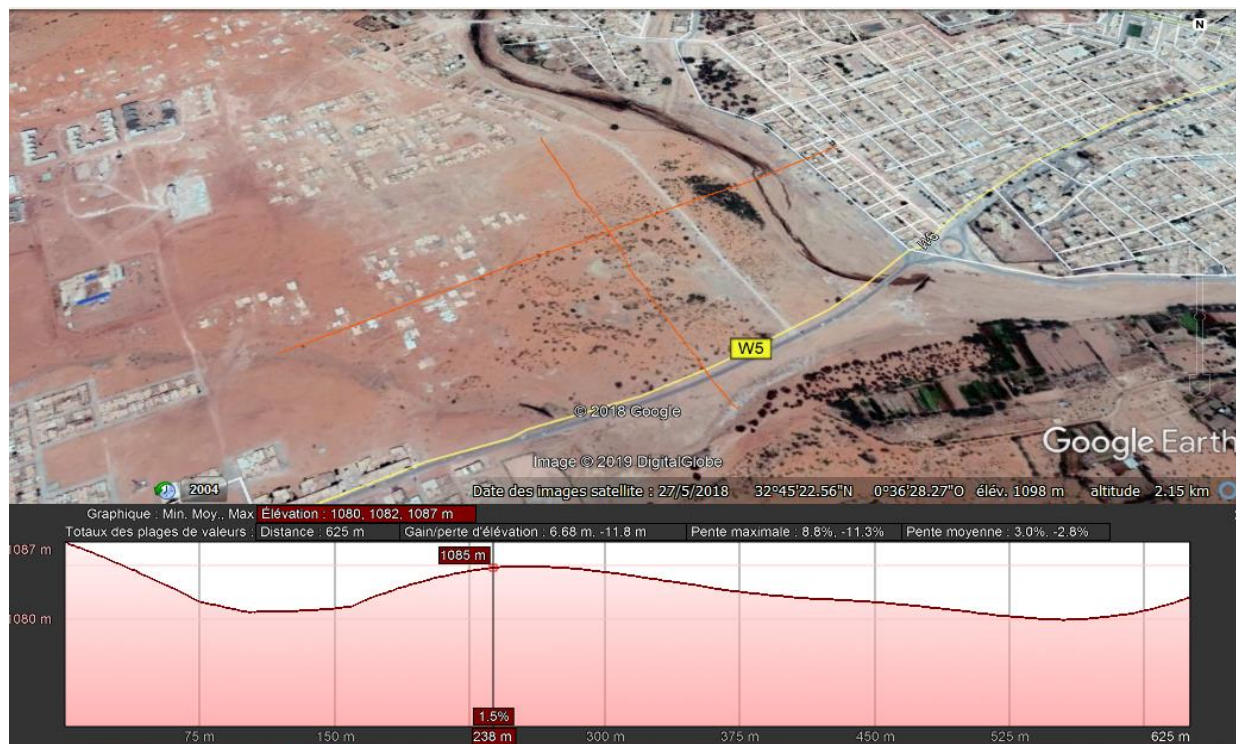 N
W5
W5
© 2018 Google
Google Earth
Image © 2019 DigitalGlobe
2004
Date des images satellite : 27/5/2018 32°45'22.56"N 0°36'28.27"O élév. 1098 m altitude 2.15 km
Graphique : Min. Moy., Max Élévation : 1080, 1082, 1087 m
Totaux des plages de valeurs : Distance : 625 m Gain/perte d'élévation : 6.68 m, -11.8 m Pente maximale : 8.8%, -11.3% Pente moyenne : 3.0%, -2.8%
1087 m
1085 m
1080 m
1.5%
75 m 150 m 238 m 300 m 375 m 450 m 525 m 625 m